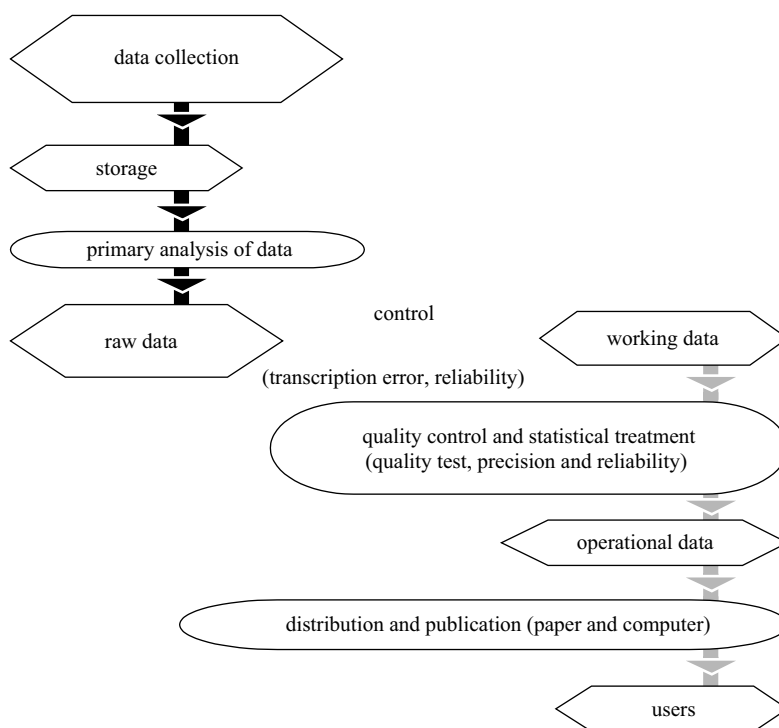 data collection
storage
primary analysis of data
raw data
control
(transcription error, reliability)
working data
quality control and statistical treatment
(quality test, precision and reliability)
operational data
distribution and publication (paper and computer)
users